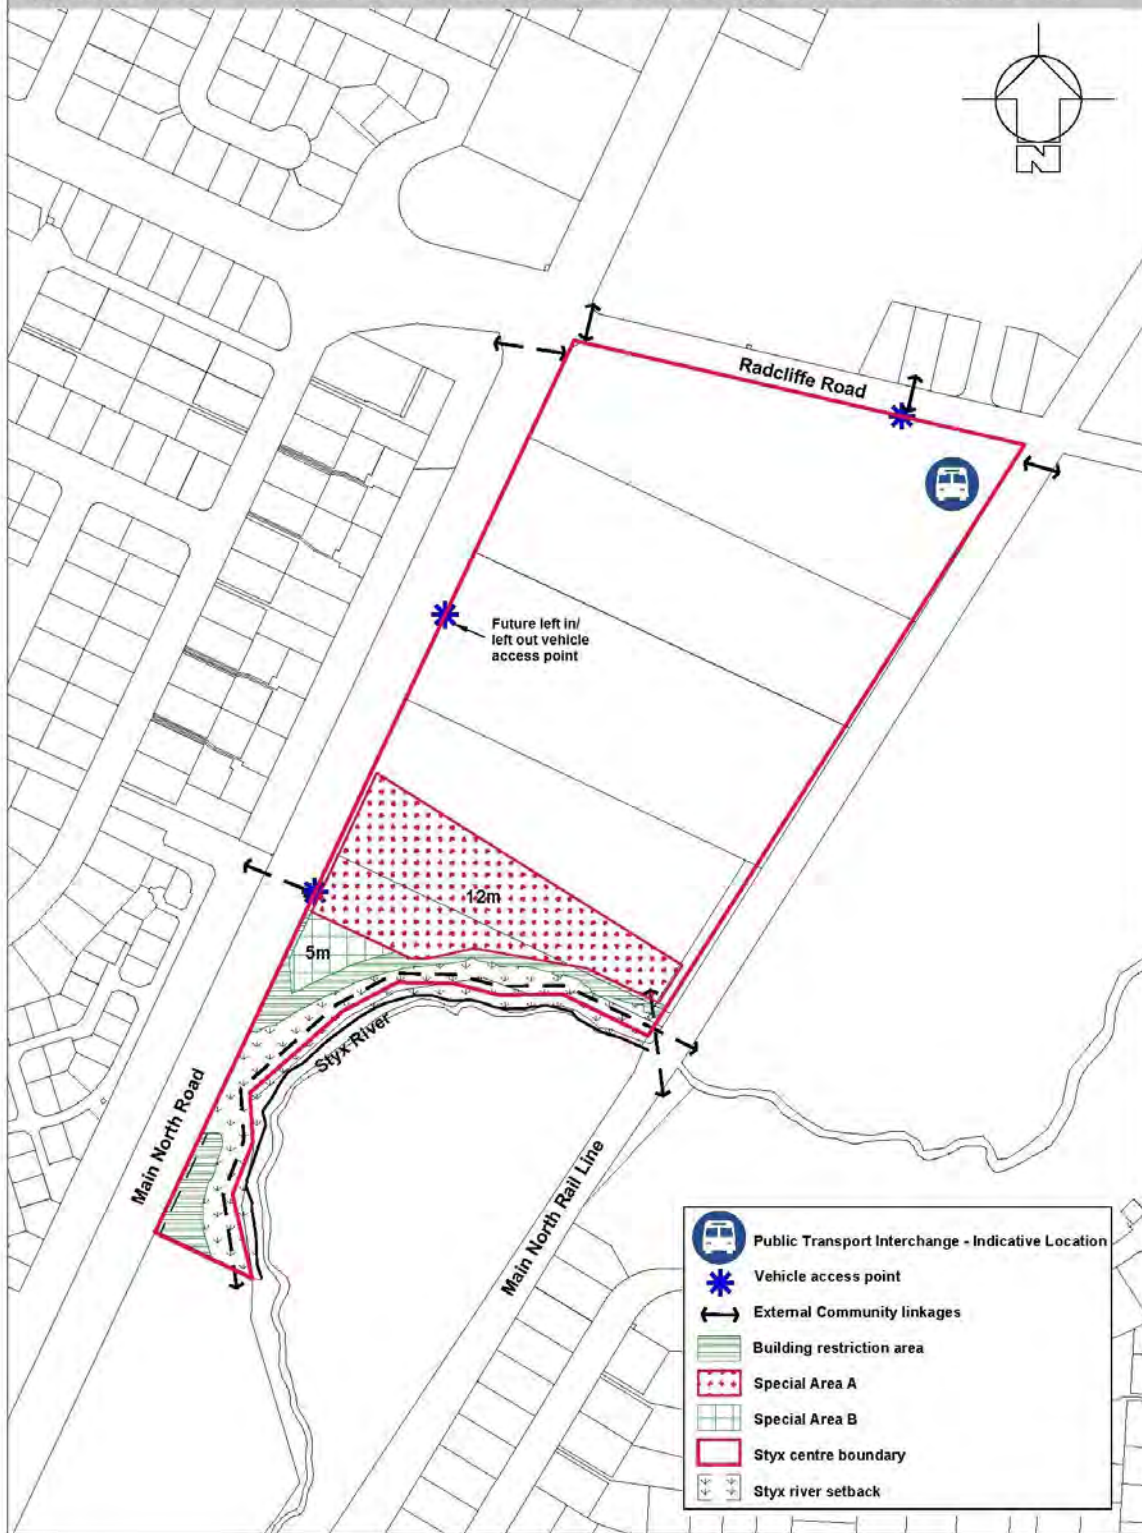 N
Radcliffe Road
Future left in/
left out vehicle
access point
12m
5m
Styx River
Main North Road
Main North Rail Line
Public Transport Interchange - Indicative Location
Vehicle access point
External Community linkages
Building restriction area
Special Area A
Special Area B
Styx centre boundary
Styx river setback